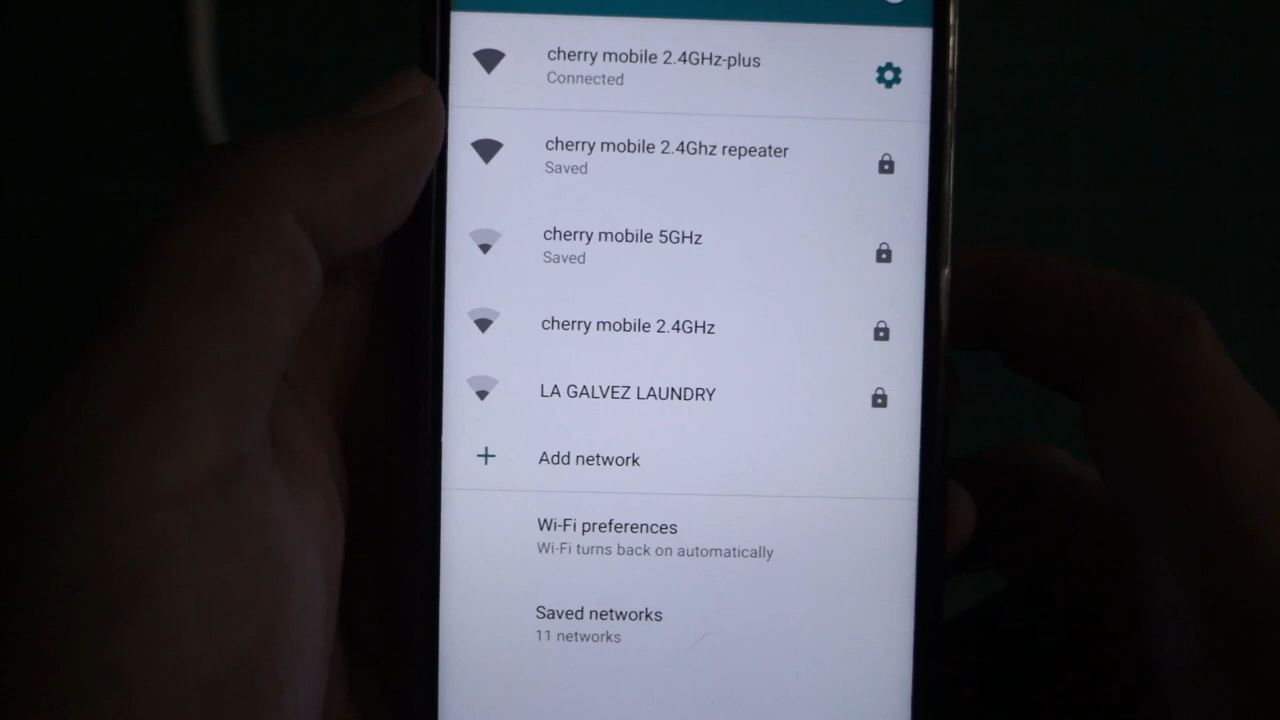 cherry mobile 2.4GHz-plus
Connected
cherry mobile 2.4Ghz repeater
Saved
cherry mobile 5GHz
Saved
cherry mobile 2.4GHz
LA GALVEZ LAUNDRY
Add network
Wi-Fi preferences
Wi-Fi turns back on automatically
Saved networks
11 networks